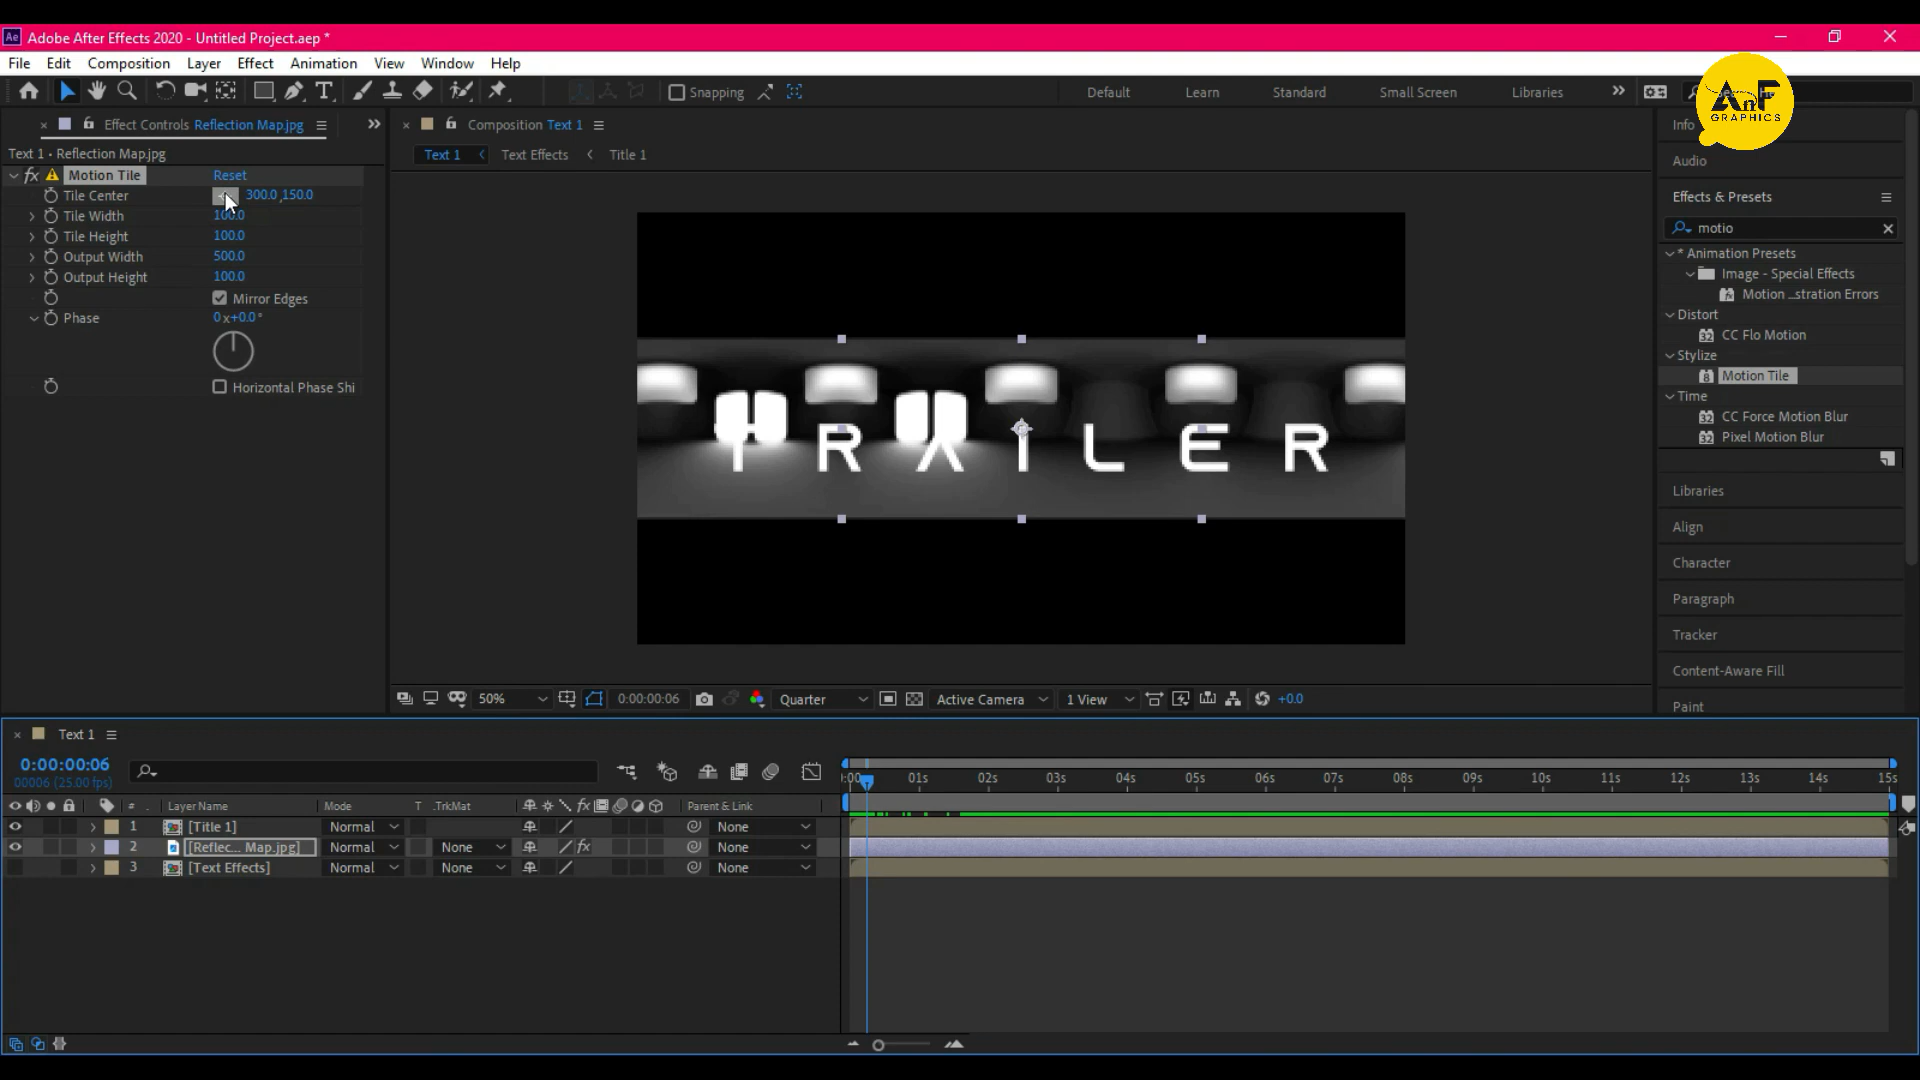 Ae Adobe After Effects 2020 - Untitled Project.aep *
File Edit Composition Layer Effect Animation View Window Help
Snapping Default Learn Standard Small Screen Libraries
AnF
GRAPHICS
Effect Controls Reflection Map.jpg
Composition Text 1
Info
Text 1 • Reflection Map.jpg
Text 1 Text Effects Title 1
Audio
fx Motion Tile Reset
Tile Center 300.0,150.0
Tile Width 100.0
Tile Height 100.0
Output Width 500.0
Output Height 100.0
Mirror Edges
Phase 0 x+0.0 °
Horizontal Phase Shi
TRAILER
Effects & Presets
motio
* Animation Presets
Image - Special Effects
Motion ...stration Errors
Distort
CC Flo Motion
Stylize
Motion Tile
Time
CC Force Motion Blur
Pixel Motion Blur
Libraries
Align
Character
Paragraph
Tracker
Content-Aware Fill
Paint
50% 0:00:00:06 Quarter Active Camera 1 View +0.0
Text 1
0:00:00:06
00006 (25.00 fps)
:00 01s 02s 03s 04s 05s 06s 07s 08s 09s 10s 11s 12s 13s 14s 15s
# . Layer Name Mode T .TrkMat fx Parent & Link
1 [Title 1] Normal None
2 [Reflec... Map.jpg] Normal None fx None
3 [Text Effects] Normal None None